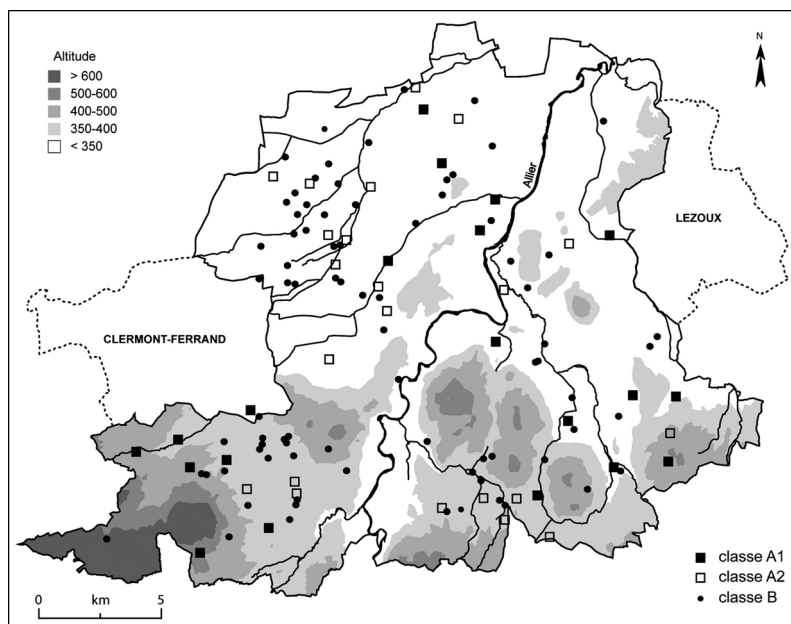 Altitude
> 600
500-600
400-500
350-400
< 350
N
Allier
LEZOUX
CLERMONT-FERRAND
classe A1
classe A2
classe B
0 km 5